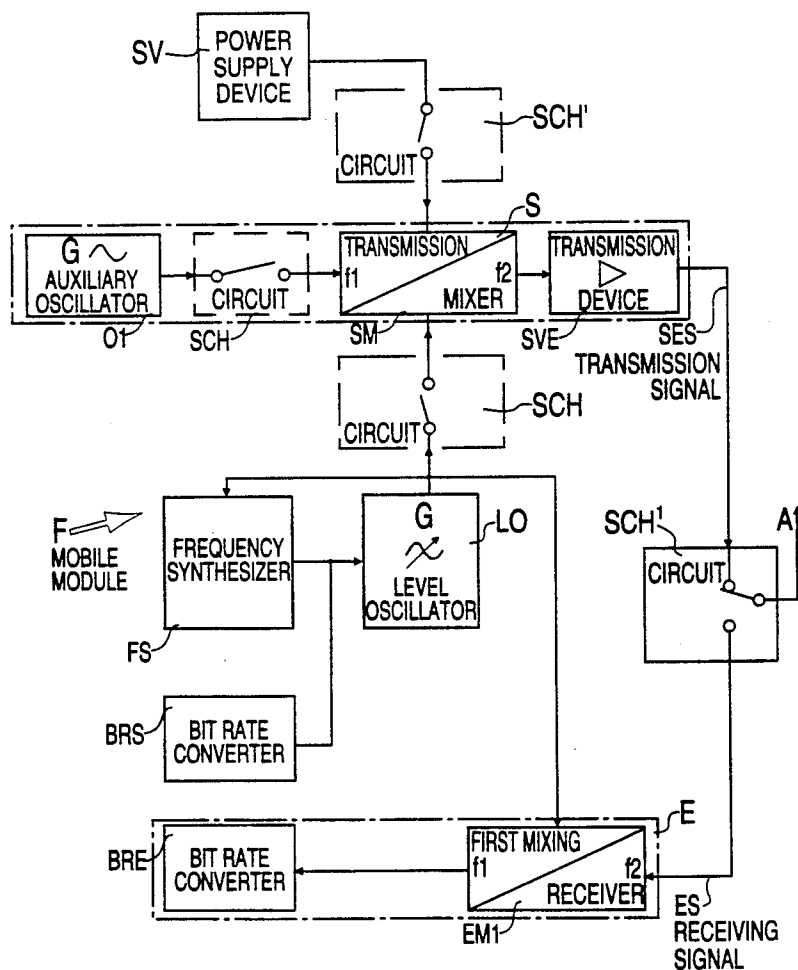 SV
POWER
SUPPLY
DEVICE
SCH'
CIRCUIT
S
G
AUXILIARY
OSCILLATOR
O1
CIRCUIT
SCH
TRANSMISSION
f1
f2
MIXER
SM
TRANSMISSION
DEVICE
SVE
SES
TRANSMISSION
SIGNAL
CIRCUIT
SCH
F
MOBILE
MODULE
FREQUENCY
SYNTHESIZER
FS
G
LEVEL
OSCILLATOR
LO
SCH¹
CIRCUIT
A1
BRS
BIT RATE
CONVERTER
BRE
BIT RATE
CONVERTER
FIRST MIXING
f1
f2
RECEIVER
EM1
E
ES
RECEIVING
SIGNAL